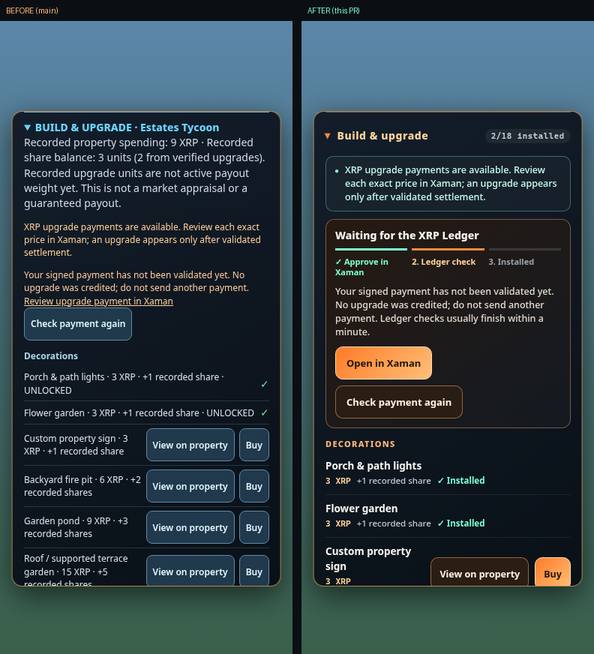 BEFORE (main)
▼ BUILD & UPGRADE · Estates Tycoon
Recorded property spending: 9 XRP · Recorded
share balance: 3 units (2 from verified upgrades).
Recorded upgrade units are not active payout
weight yet. This is not a market appraisal or a
guaranteed payout.
XRP upgrade payments are available. Review each exact
price in Xaman; an upgrade appears only after validated
settlement.
Your signed payment has not been validated yet. No
upgrade was credited; do not send another payment.
Review upgrade payment in Xaman
Check payment again
Decorations
Porch & path lights · 3 XRP · +1 recorded share ·
UNLOCKED ✓
Flower garden · 3 XRP · +1 recorded share · UNLOCKED ✓
Custom property sign · 3
XRP · +1 recorded share
View on property
Buy
Backyard fire pit · 6 XRP · +2
recorded shares
View on property
Buy
Garden pond · 9 XRP · +3
recorded shares
View on property
Buy
Roof / supported terrace
garden · 15 XRP · +5
recorded shares
View on property
Buy
AFTER (this PR)
▼ Build & upgrade
2/18 installed
• XRP upgrade payments are available. Review
each exact price in Xaman; an upgrade appears
only after validated settlement.
Waiting for the XRP Ledger
✓ Approve in
Xaman
2. Ledger check
3. Installed
Your signed payment has not been validated yet.
No upgrade was credited; do not send another
payment. Ledger checks usually finish within a
minute.
Open in Xaman
Check payment again
DECORATIONS
Porch & path lights
3 XRP +1 recorded share ✓ Installed
Flower garden
3 XRP +1 recorded share ✓ Installed
Custom property
sign
3 XRP
View on property
Buy